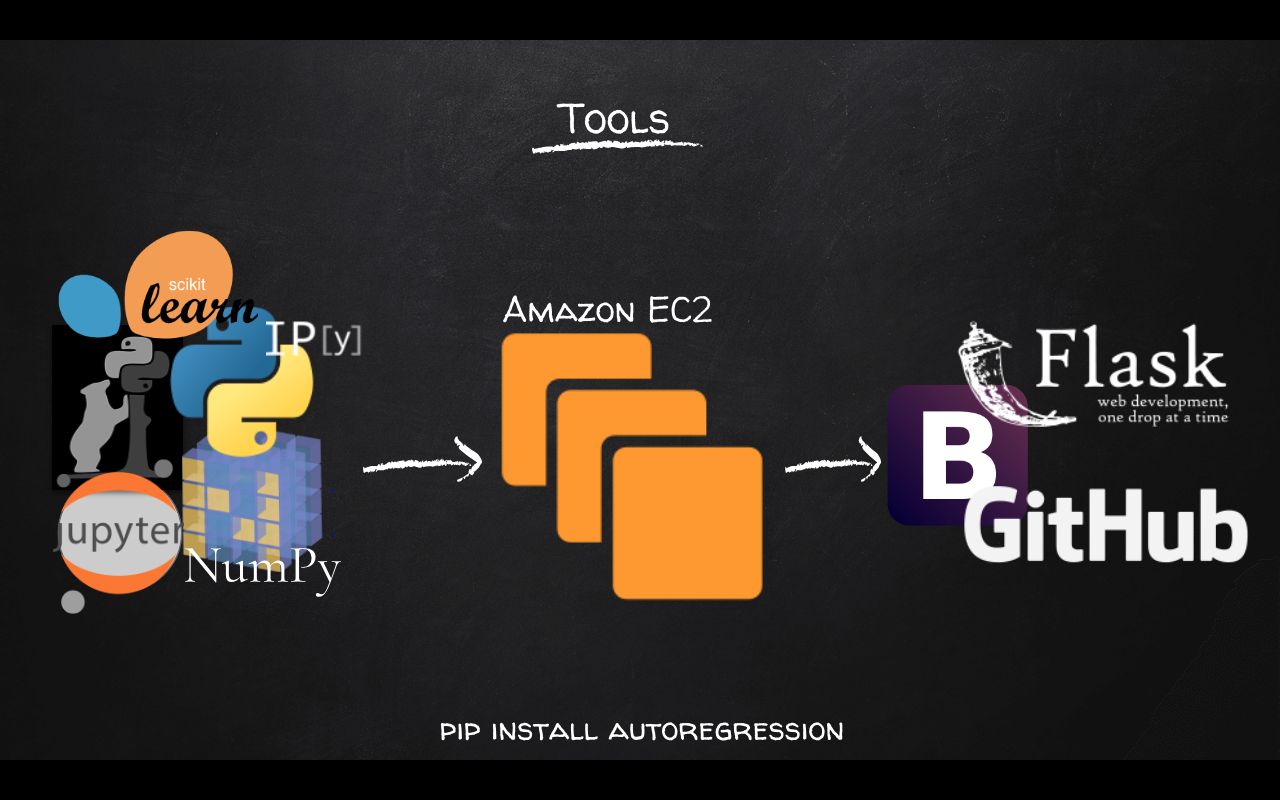 Tools
scikit
learn
IP[y]
jupyter
NumPy
Amazon EC2
Flask
web development,
one drop at a time
B
GitHub
pip install autoregression